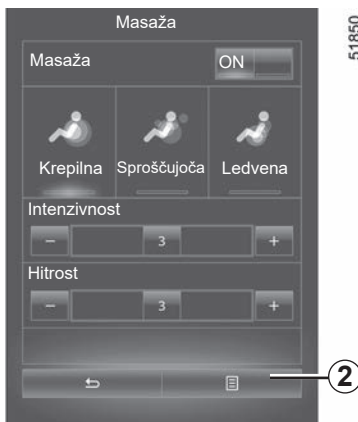 Masaža
51850
Masaža ON
Krepilna Sproščujoča Ledvena
Intenzivnost
− 3 +
Hitrost
− 3 +
2